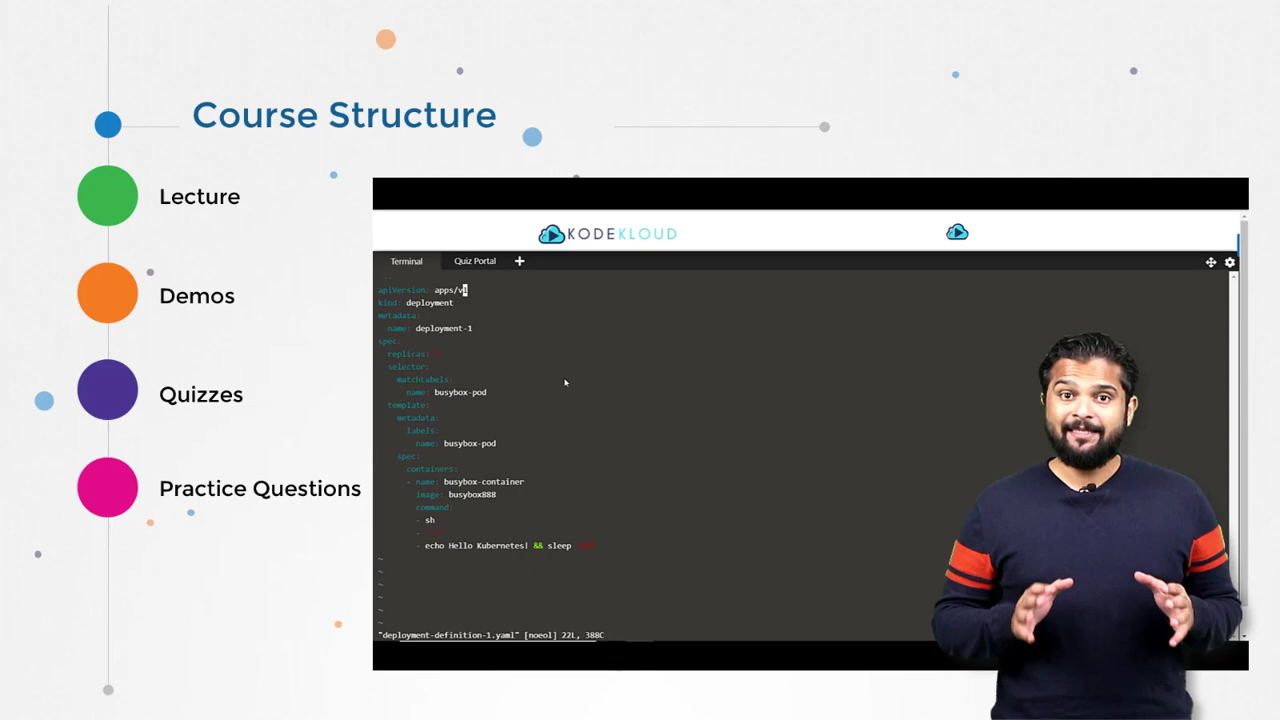 Course Structure
Lecture
Demos
Quizzes
Practice Questions
KODEKLOUD
Terminal
Quiz Portal
+
apiVersion: apps/v1
kind: deployment
metadata:
name: deployment-1
spec:
replicas:
selector:
matchLabels:
name: busybox-pod
template:
metadata:
labels:
name: busybox-pod
spec:
containers:
- name: busybox-container
image: busybox888
command:
- sh
-
- echo Hello Kubernetes! && sleep
~
~
~
~
~
~
"deployment-definition-1.yaml" [noeol] 22L, 388C